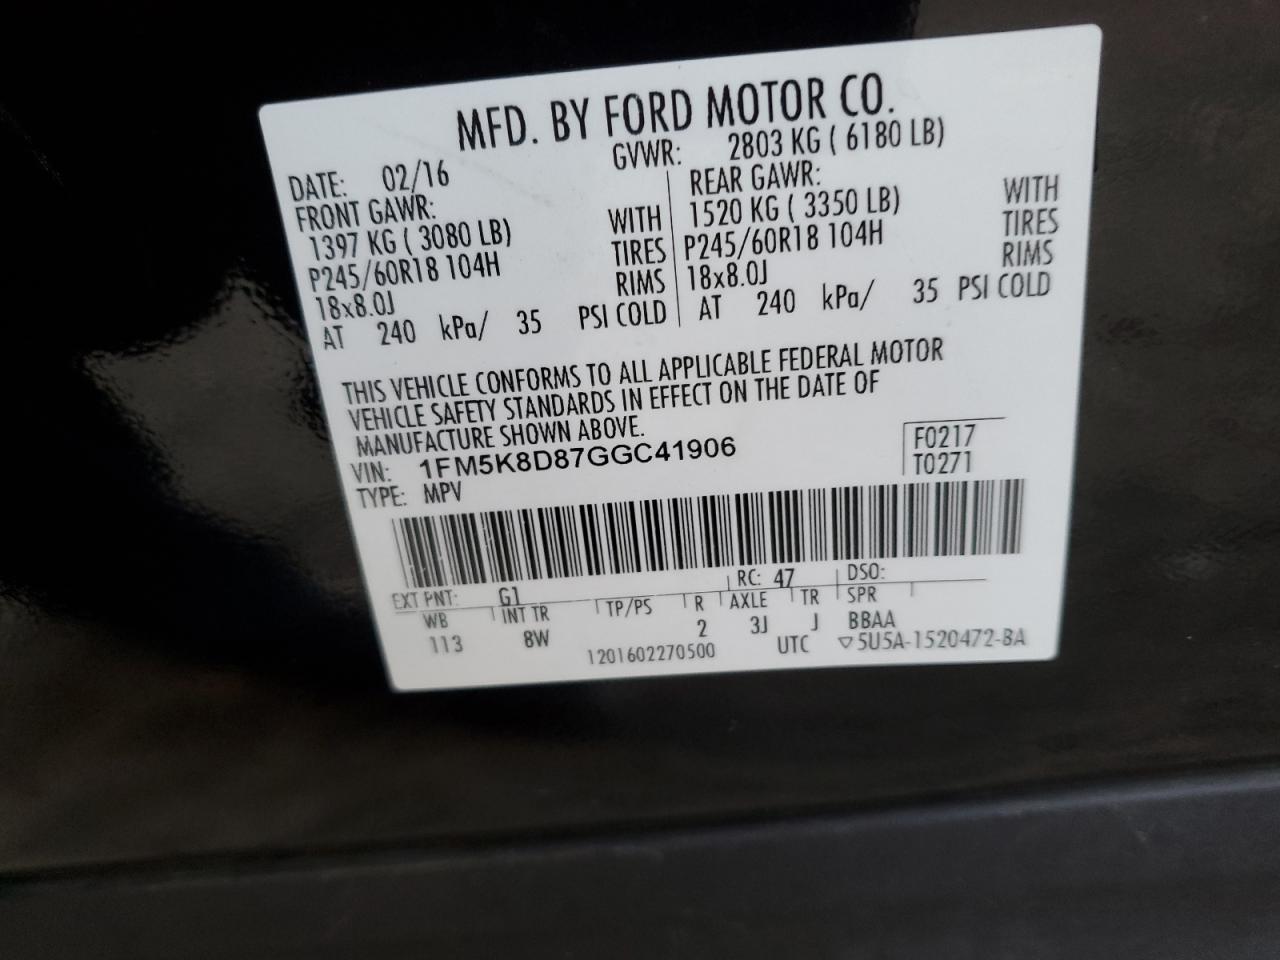 MFD. BY FORD MOTOR CO.
DATE: 02/16 GVWR: 2803 KG ( 6180 LB)
FRONT GAWR: REAR GAWR:
1397 KG ( 3080 LB) WITH 1520 KG ( 3350 LB) WITH
P245/60R18 104H TIRES P245/60R18 104H TIRES
18x8.0J RIMS 18x8.0J RIMS
AT 240 kPa/ 35 PSI COLD AT 240 kPa/ 35 PSI COLD
THIS VEHICLE CONFORMS TO ALL APPLICABLE FEDERAL MOTOR
VEHICLE SAFETY STANDARDS IN EFFECT ON THE DATE OF
MANUFACTURE SHOWN ABOVE.
VIN: 1FM5K8D87GGC41906 F0217
TYPE: MPV T0271
EXT PNT: G1 RC: 47 DSO:
WB INT TR TP/PS R AXLE TR SPR
113 8W 2 3J J BBAA
1201602270500 UTC ▽5U5A-1520472-BA